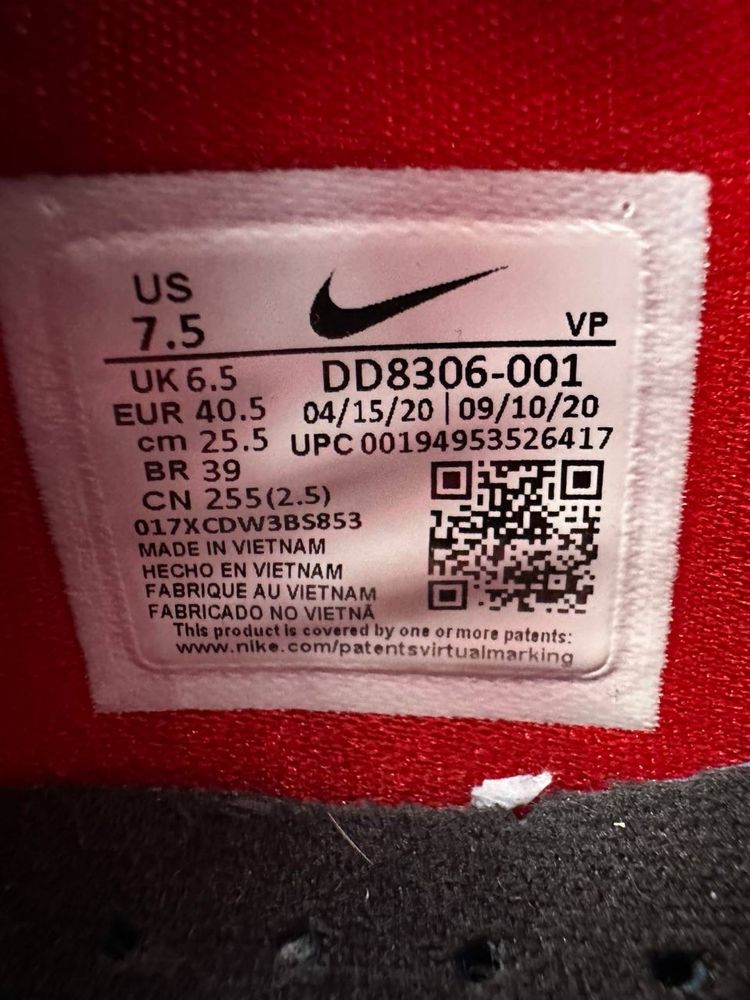 US
7.5
VP
UK 6.5
DD8306-001
EUR 40.5
04/15/20 | 09/10/20
cm 25.5
UPC 00194953526417
BR 39
CN 255(2.5)
017XCDW3BS853
MADE IN VIETNAM
HECHO EN VIETNAM
FABRIQUE AU VIETNAM
FABRICADO NO VIETNÃ
This product is covered by one or more patents:
www.nike.com/patentsvirtualmarking